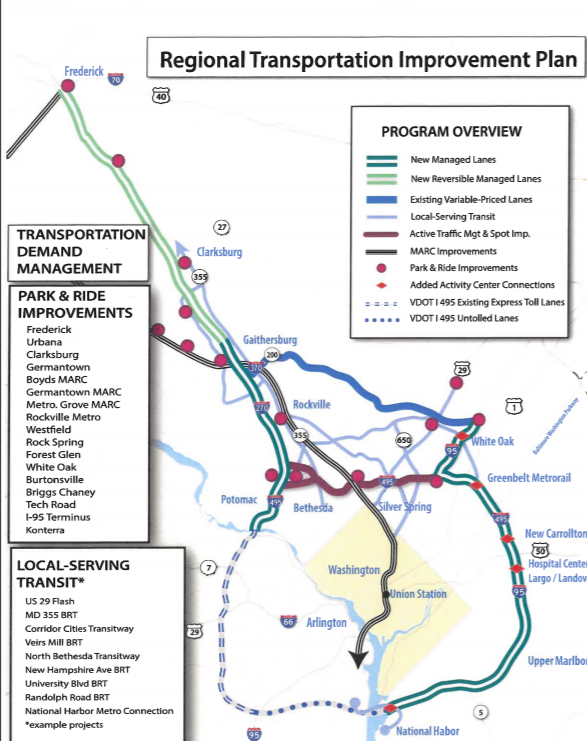 Regional Transportation Improvement Plan
Frederick
70
40
PROGRAM OVERVIEW
New Managed Lanes
New Reversible Managed Lanes
Existing Variable-Priced Lanes
Local-Serving Transit
Active Traffic Mgt & Spot Imp.
MARC Improvements
Park & Ride Improvements
Added Activity Center Connections
VDOT I 495 Existing Express Toll Lanes
VDOT I 495 Untolled Lanes
TRANSPORTATION
DEMAND
MANAGEMENT
27
Clarksburg
355
PARK & RIDE
IMPROVEMENTS
Frederick
Urbana
Clarksburg
Germantown
Boyds MARC
Germantown MARC
Metro. Grove MARC
Rockville Metro
Westfield
Rock Spring
Forest Glen
White Oak
Burtonsville
Briggs Chaney
Tech Road
I-95 Terminus
Konterra
Gaithersburg
200
370
270
29
1
Rockville
355
650
Baltimore Washington Parkway
White Oak
95
495
Greenbelt Metrorail
Potomac
495
Bethesda
Silver Spring
495
New Carrollton
50
Hospital Center
Largo / Landov
95
LOCAL-SERVING
TRANSIT*
US 29 Flash
MD 355 BRT
Corridor Cities Transitway
Veirs Mill BRT
North Bethesda Transitway
New Hampshire Ave BRT
University Blvd BRT
Randolph Road BRT
National Harbor Metro Connection
*example projects
7
Washington
Union Station
29
66
Arlington
Upper Marlbor
5
National Habor
95